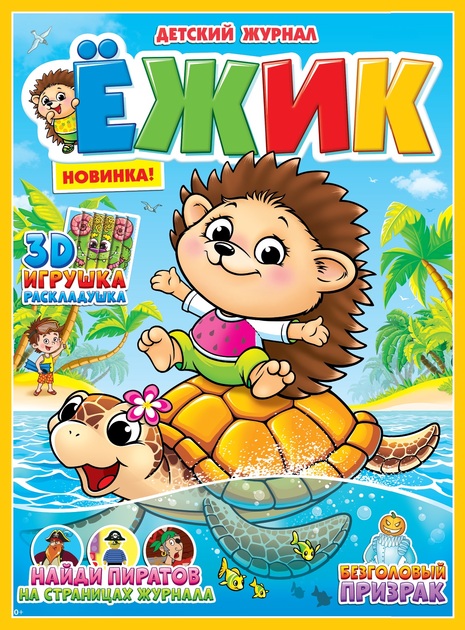 ДЕТСКИЙ ЖУРНАЛ
ЁЖИК
НОВИНКА!
3D
ИГРУШКА
РАСКЛАДУШКА
НАЙДИ ПИРАТОВ
НА СТРАНИЦАХ ЖУРНАЛА
БЕЗГОЛОВЫЙ
ПРИЗРАК
0+